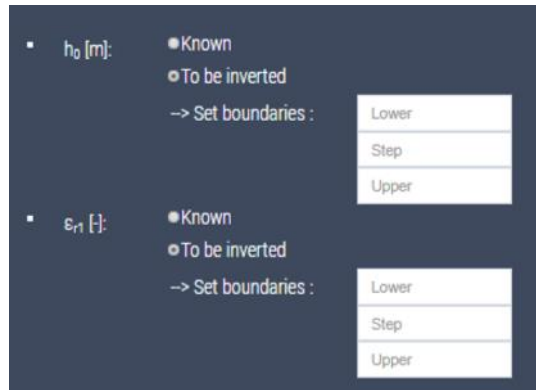 ▪ h₀ [m]: Known
To be inverted
--> Set boundaries : Lower
Step
Upper
▪ εr1 [-]: Known
To be inverted
--> Set boundaries : Lower
Step
Upper